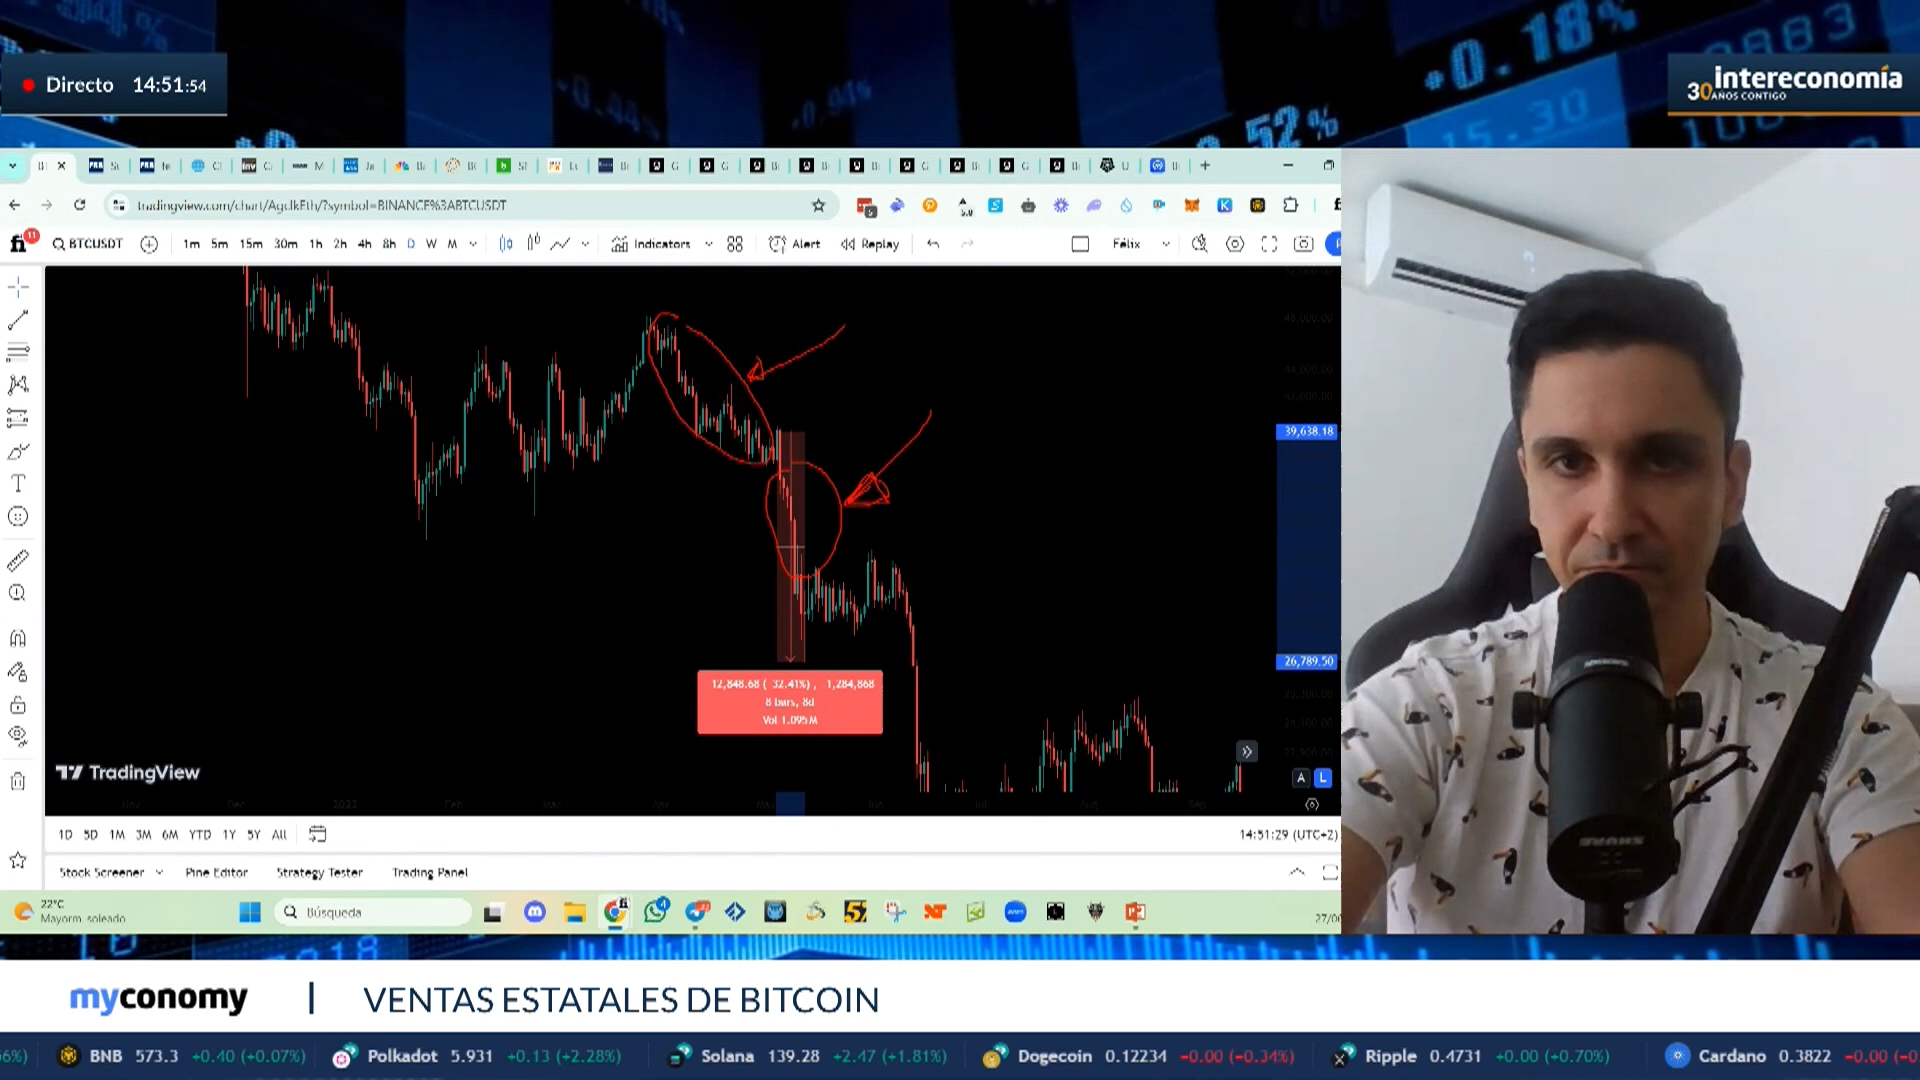 Directo 14:51:54
+0.18%
intereconomía
30 AÑOS CONTIGO
tradingview.com/chart/AgclkEth/?symbol=BINANCE%3ABTCUSDT
11
BTCUSDT
1m 5m 15m 30m 1h 2h 4h 8h D W M
Indicators
Alert
Replay
Félix
39,638.18
26,789.50
12,848.68 ( 32.41%) , 1,284,868
8 bars, 8d
Vol 1.095M
TradingView
A L
1D 5D 1M 3M 6M YTD 1Y 5Y All
14:51:29 (UTC+2)
Stock Screener Pine Editor Strategy Tester Trading Panel
22°C
Mayorm. soleado
Búsqueda
myconomy | VENTAS ESTATALES DE BITCOIN
BNB 573.3 +0.40 (+0.07%) Polkadot 5.931 +0.13 (+2.28%) Solana 139.28 +2.47 (+1.81%) Dogecoin 0.12234 -0.00 (-0.34%) Ripple 0.4731 +0.00 (+0.70%) Cardano 0.3822